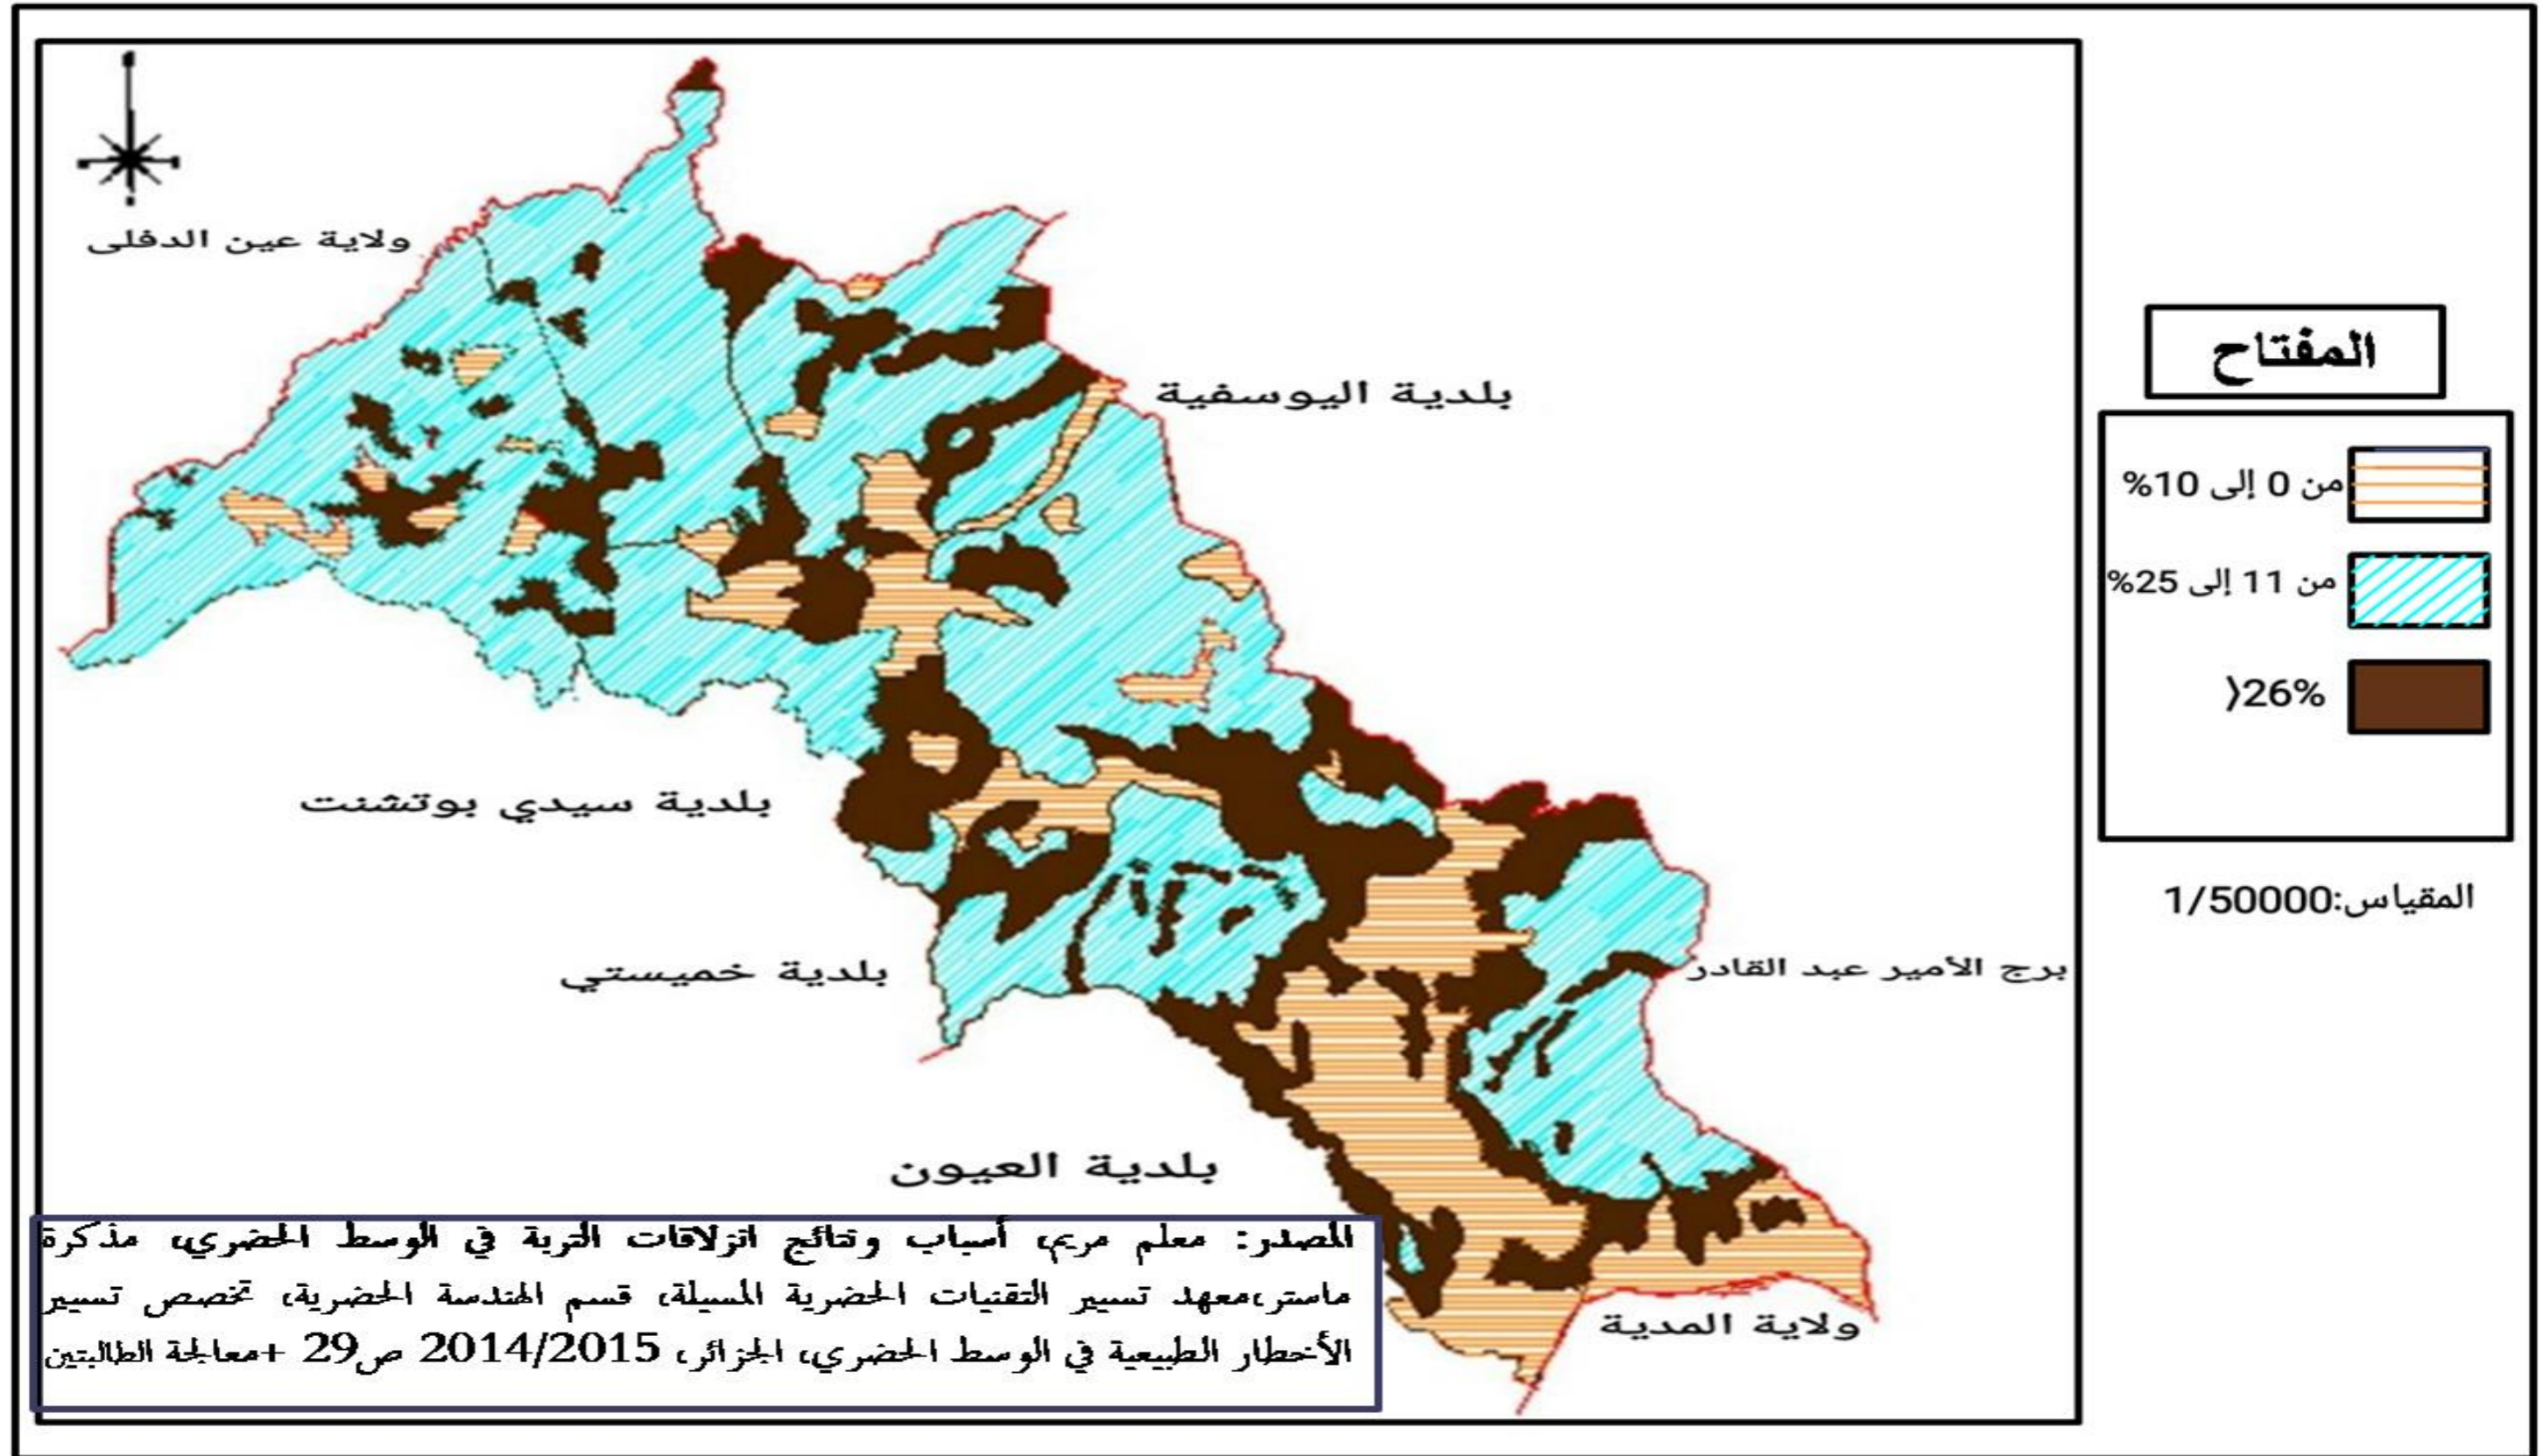 ولاية عين الدفلى
بلدية اليوسفية
بلدية سيدي بوتشنت
بلدية خميستي
برج الأمير عبد القادر
بلدية العيون
ولاية المدية
المفتاح
من 0 إلى 10%
من 11 إلى 25%
⟩26%
المقياس:1/50000
المصدر: معلم مريم، أسباب ونتائج انزلاقات التربة في الوسط الحضري، مذكرة
ماستر،معهد تسيير التقنيات الحضرية المسيلة، قسم الهندسة الحضرية، تخصص تسيير
الأخطار الطبيعية في الوسط الحضري، الجزائر، 2014/2015 ص29 +معالجة الطالبتين